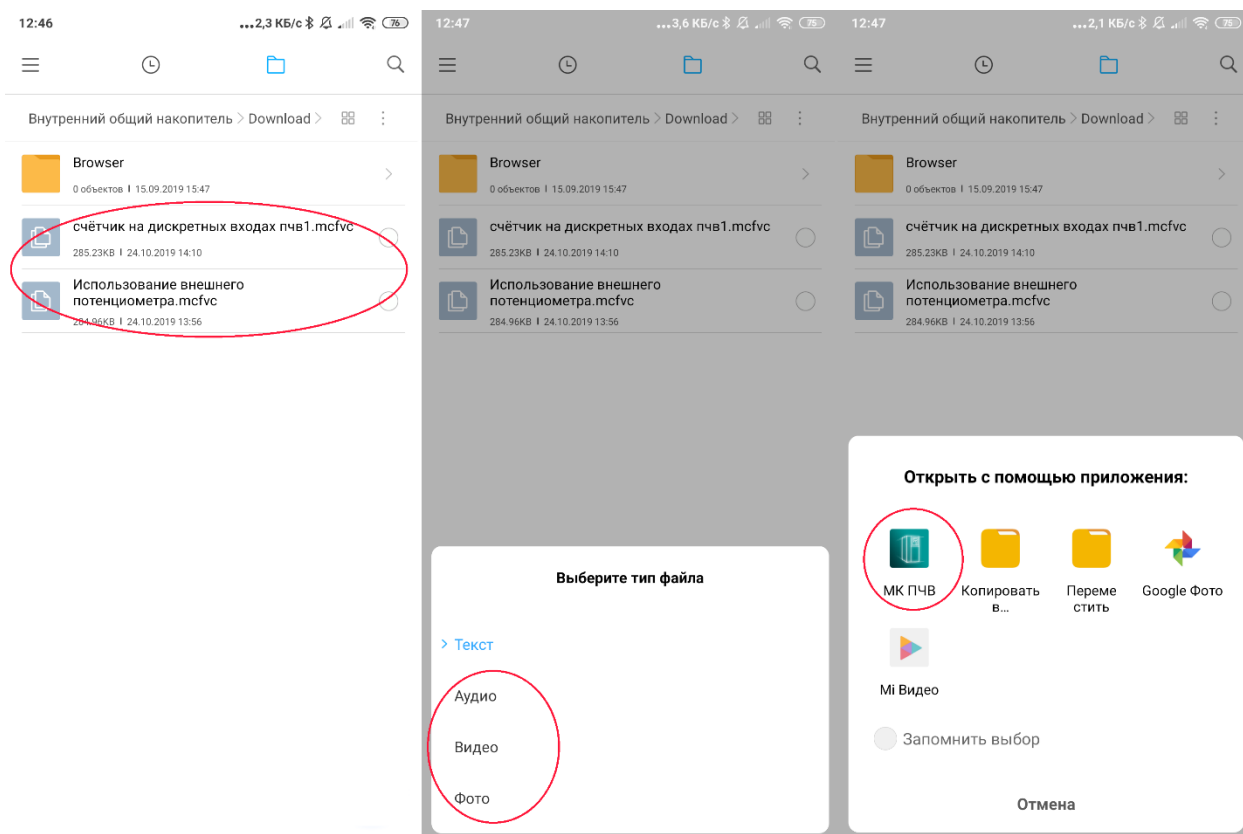 12:46
...2,3 КБ/с 76
Внутренний общий накопитель > Download >
Browser
0 объектов | 15.09.2019 15:47
счётчик на дискретных входах пчв1.mcfvc
285.23KB | 24.10.2019 14:10
Использование внешнего
потенциометра.mcfvc
284.96KB | 24.10.2019 13:56
12:47
...3,6 КБ/с 75
Внутренний общий накопитель > Download >
Browser
0 объектов | 15.09.2019 15:47
счётчик на дискретных входах пчв1.mcfvc
285.23KB | 24.10.2019 14:10
Использование внешнего
потенциометра.mcfvc
284.96KB | 24.10.2019 13:56
Выберите тип файла
> Текст
Аудио
Видео
Фото
12:47
...2,1 КБ/с 75
Внутренний общий накопитель > Download >
Browser
0 объектов | 15.09.2019 15:47
счётчик на дискретных входах пчв1.mcfvc
285.23KB | 24.10.2019 14:10
Использование внешнего
потенциометра.mcfvc
284.96KB | 24.10.2019 13:56
Открыть с помощью приложения:
МК ПЧВ
Копировать
в...
Переме
стить
Google Фото
Mi Видео
Запомнить выбор
Отмена